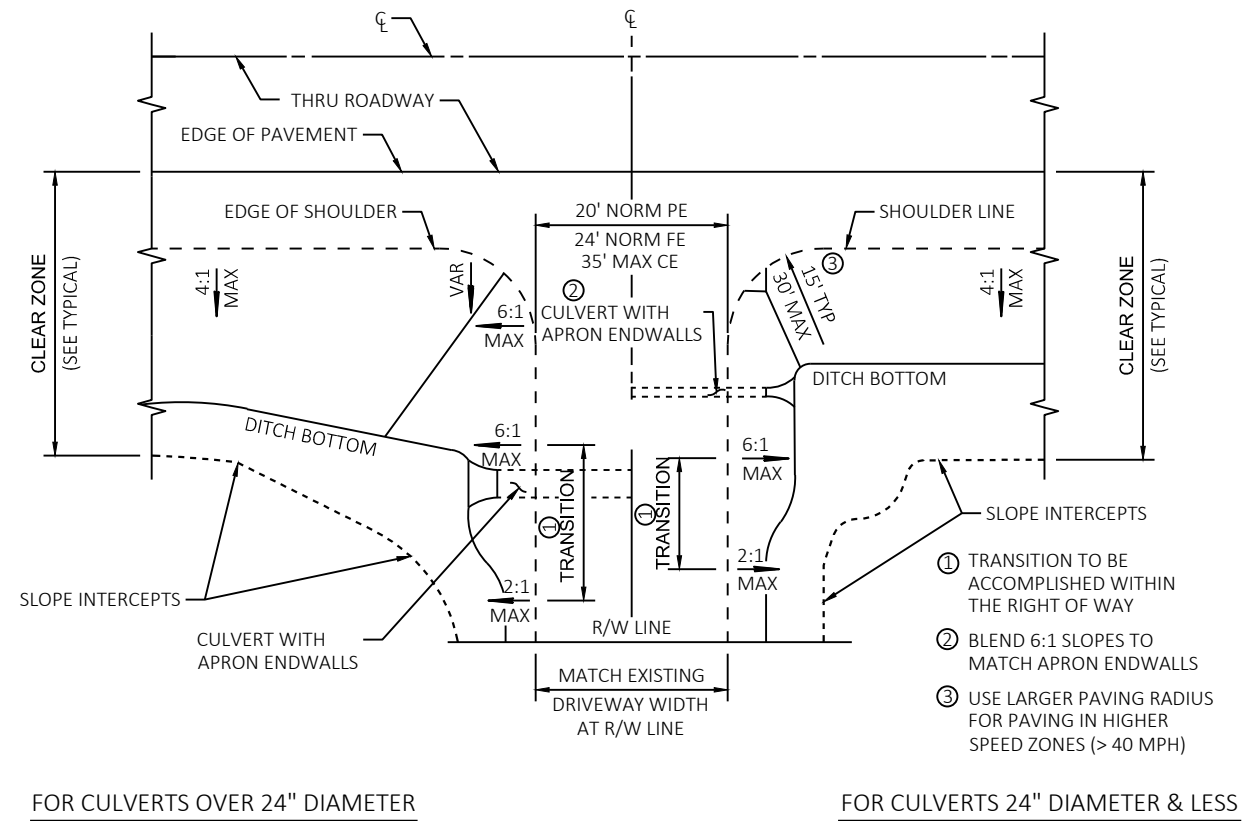 ℄
℄
THRU ROADWAY
EDGE OF PAVEMENT
EDGE OF SHOULDER
20' NORM PE
24' NORM FE
35' MAX CE
SHOULDER LINE
CLEAR ZONE
(SEE TYPICAL)
4:1
MAX
VAR
6:1
MAX
2
CULVERT WITH
APRON ENDWALLS
15' TYP
30' MAX
3
4:1
MAX
CLEAR ZONE
(SEE TYPICAL)
DITCH BOTTOM
DITCH BOTTOM
6:1
MAX
6:1
MAX
1
TRANSITION
1
TRANSITION
2:1
MAX
2:1
MAX
SLOPE INTERCEPTS
SLOPE INTERCEPTS
CULVERT WITH
APRON ENDWALLS
R/W LINE
MATCH EXISTING
DRIVEWAY WIDTH
AT R/W LINE
1 TRANSITION TO BE
ACCOMPLISHED WITHIN
THE RIGHT OF WAY
2 BLEND 6:1 SLOPES TO
MATCH APRON ENDWALLS
3 USE LARGER PAVING RADIUS
FOR PAVING IN HIGHER
SPEED ZONES (> 40 MPH)
FOR CULVERTS OVER 24" DIAMETER
FOR CULVERTS 24" DIAMETER & LESS